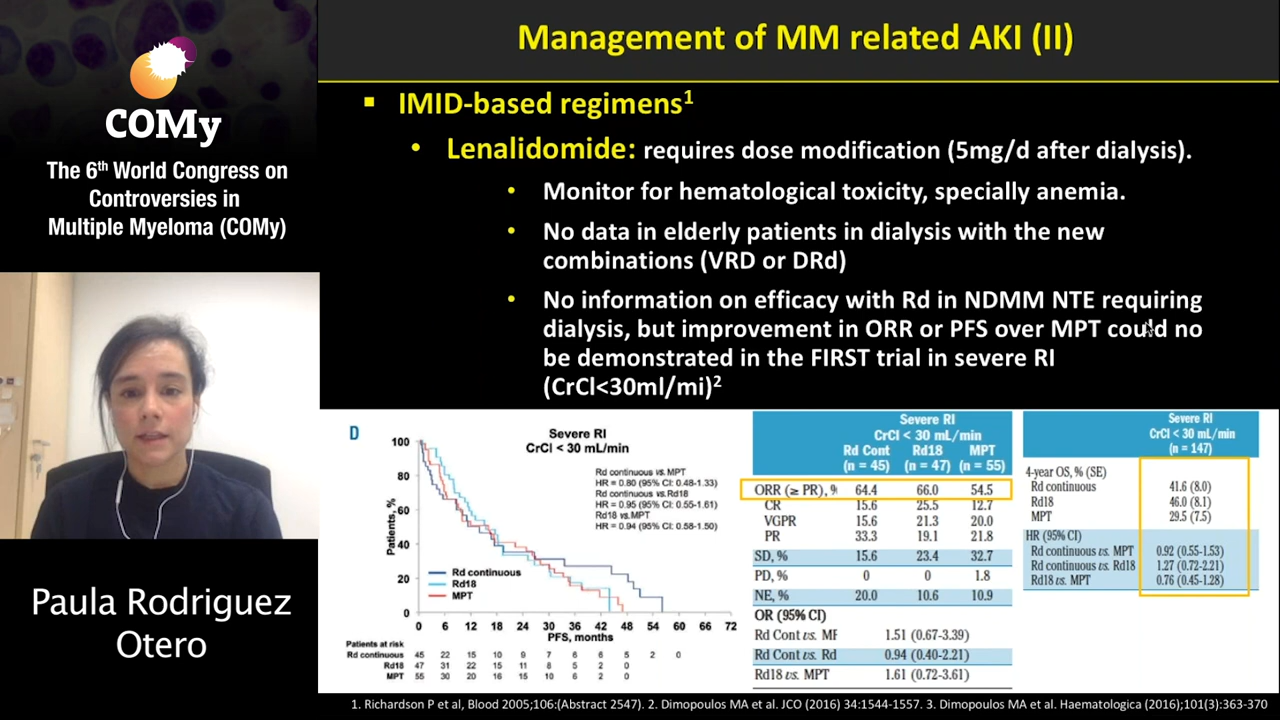 COMy
The 6th World Congress on
Controversies in
Multiple Myeloma (COMy)
Paula Rodriguez
Otero
Management of MM related AKI (II)
IMID-based regimens1
Lenalidomide: requires dose modification (5mg/d after dialysis).
Monitor for hematological toxicity, specially anemia.
No data in elderly patients in dialysis with the new
combinations (VRD or DRd)
No information on efficacy with Rd in NDMM NTE requiring
dialysis, but improvement in ORR or PFS over MPT could no
be demonstrated in the FIRST trial in severe RI
(CrCl<30ml/mi)2
D
Severe RI
CrCl < 30 mL/min
Rd continuous vs. MPT
HR = 0.80 (95% CI: 0.48-1.33)
Rd continuous vs.Rd18
HR = 0.95 (95% CI: 0.55-1.61)
Rd18 vs.MPT
HR = 0.94 (95% CI: 0.58-1.50)
Patients, %
100
80
60
40
20
0
Rd continuous
Rd18
MPT
0 6 12 18 24 30 36 42 48 54 60 66 72
PFS, months
Patients at risk
Rd continuous 45 22 15 10 9 7 6 6 5 2 0
Rd18 47 31 22 15 11 8 5 2 0
MPT 55 30 20 16 15 10 6 2 0
Severe RI
CrCl < 30 mL/min
Rd Cont Rd18 MPT
(n = 45) (n = 47) (n = 55)
ORR (≥ PR), % 64.4 66.0 54.5
CR 15.6 25.5 12.7
VGPR 15.6 21.3 20.0
PR 33.3 19.1 21.8
SD, % 15.6 23.4 32.7
PD, % 0 0 1.8
NE, % 20.0 10.6 10.9
OR (95% CI)
Rd Cont vs. MF 1.51 (0.67-3.39)
Rd Cont vs. Rd 0.94 (0.40-2.21)
Rd18 vs. MPT 1.61 (0.72-3.61)
Severe RI
CrCl < 30 mL/min
(n = 147)
4-year OS, % (SE)
Rd continuous 41.6 (8.0)
Rd18 46.0 (8.1)
MPT 29.5 (7.5)
HR (95% CI)
Rd continuous vs. MPT 0.92 (0.55-1.53)
Rd continuous vs. Rd18 1.27 (0.72-2.21)
Rd18 vs. MPT 0.76 (0.45-1.28)
1. Richardson P et al, Blood 2005;106:(Abstract 2547). 2. Dimopoulos MA et al. JCO (2016) 34:1544-1557. 3. Dimopoulos MA et al. Haematologica (2016);101(3):363-370